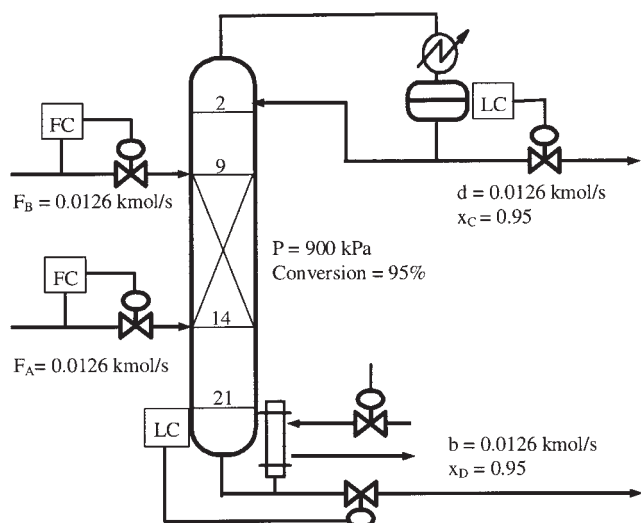 2
LC
FC
9
F_B = 0.0126 kmol/s
d = 0.0126 kmol/s
x_C = 0.95
P = 900 kPa
Conversion = 95%
FC
14
F_A= 0.0126 kmol/s
21
LC
b = 0.0126 kmol/s
x_D = 0.95